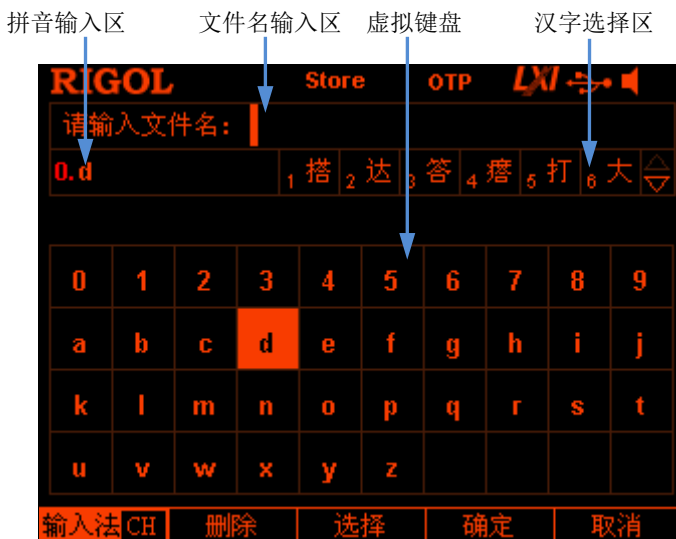 拼音输入区 文件名输入区 虚拟键盘 汉字选择区
RIGOL Store OTP LXI
请输入文件名：
0.d 1 搭 2 达 3 答 4 瘩 5 打 6 大
0 1 2 3 4 5 6 7 8 9
a b c d e f g h i j
k l m n o p q r s t
u v w x y z
输入法 CH 删除 选择 确定 取消